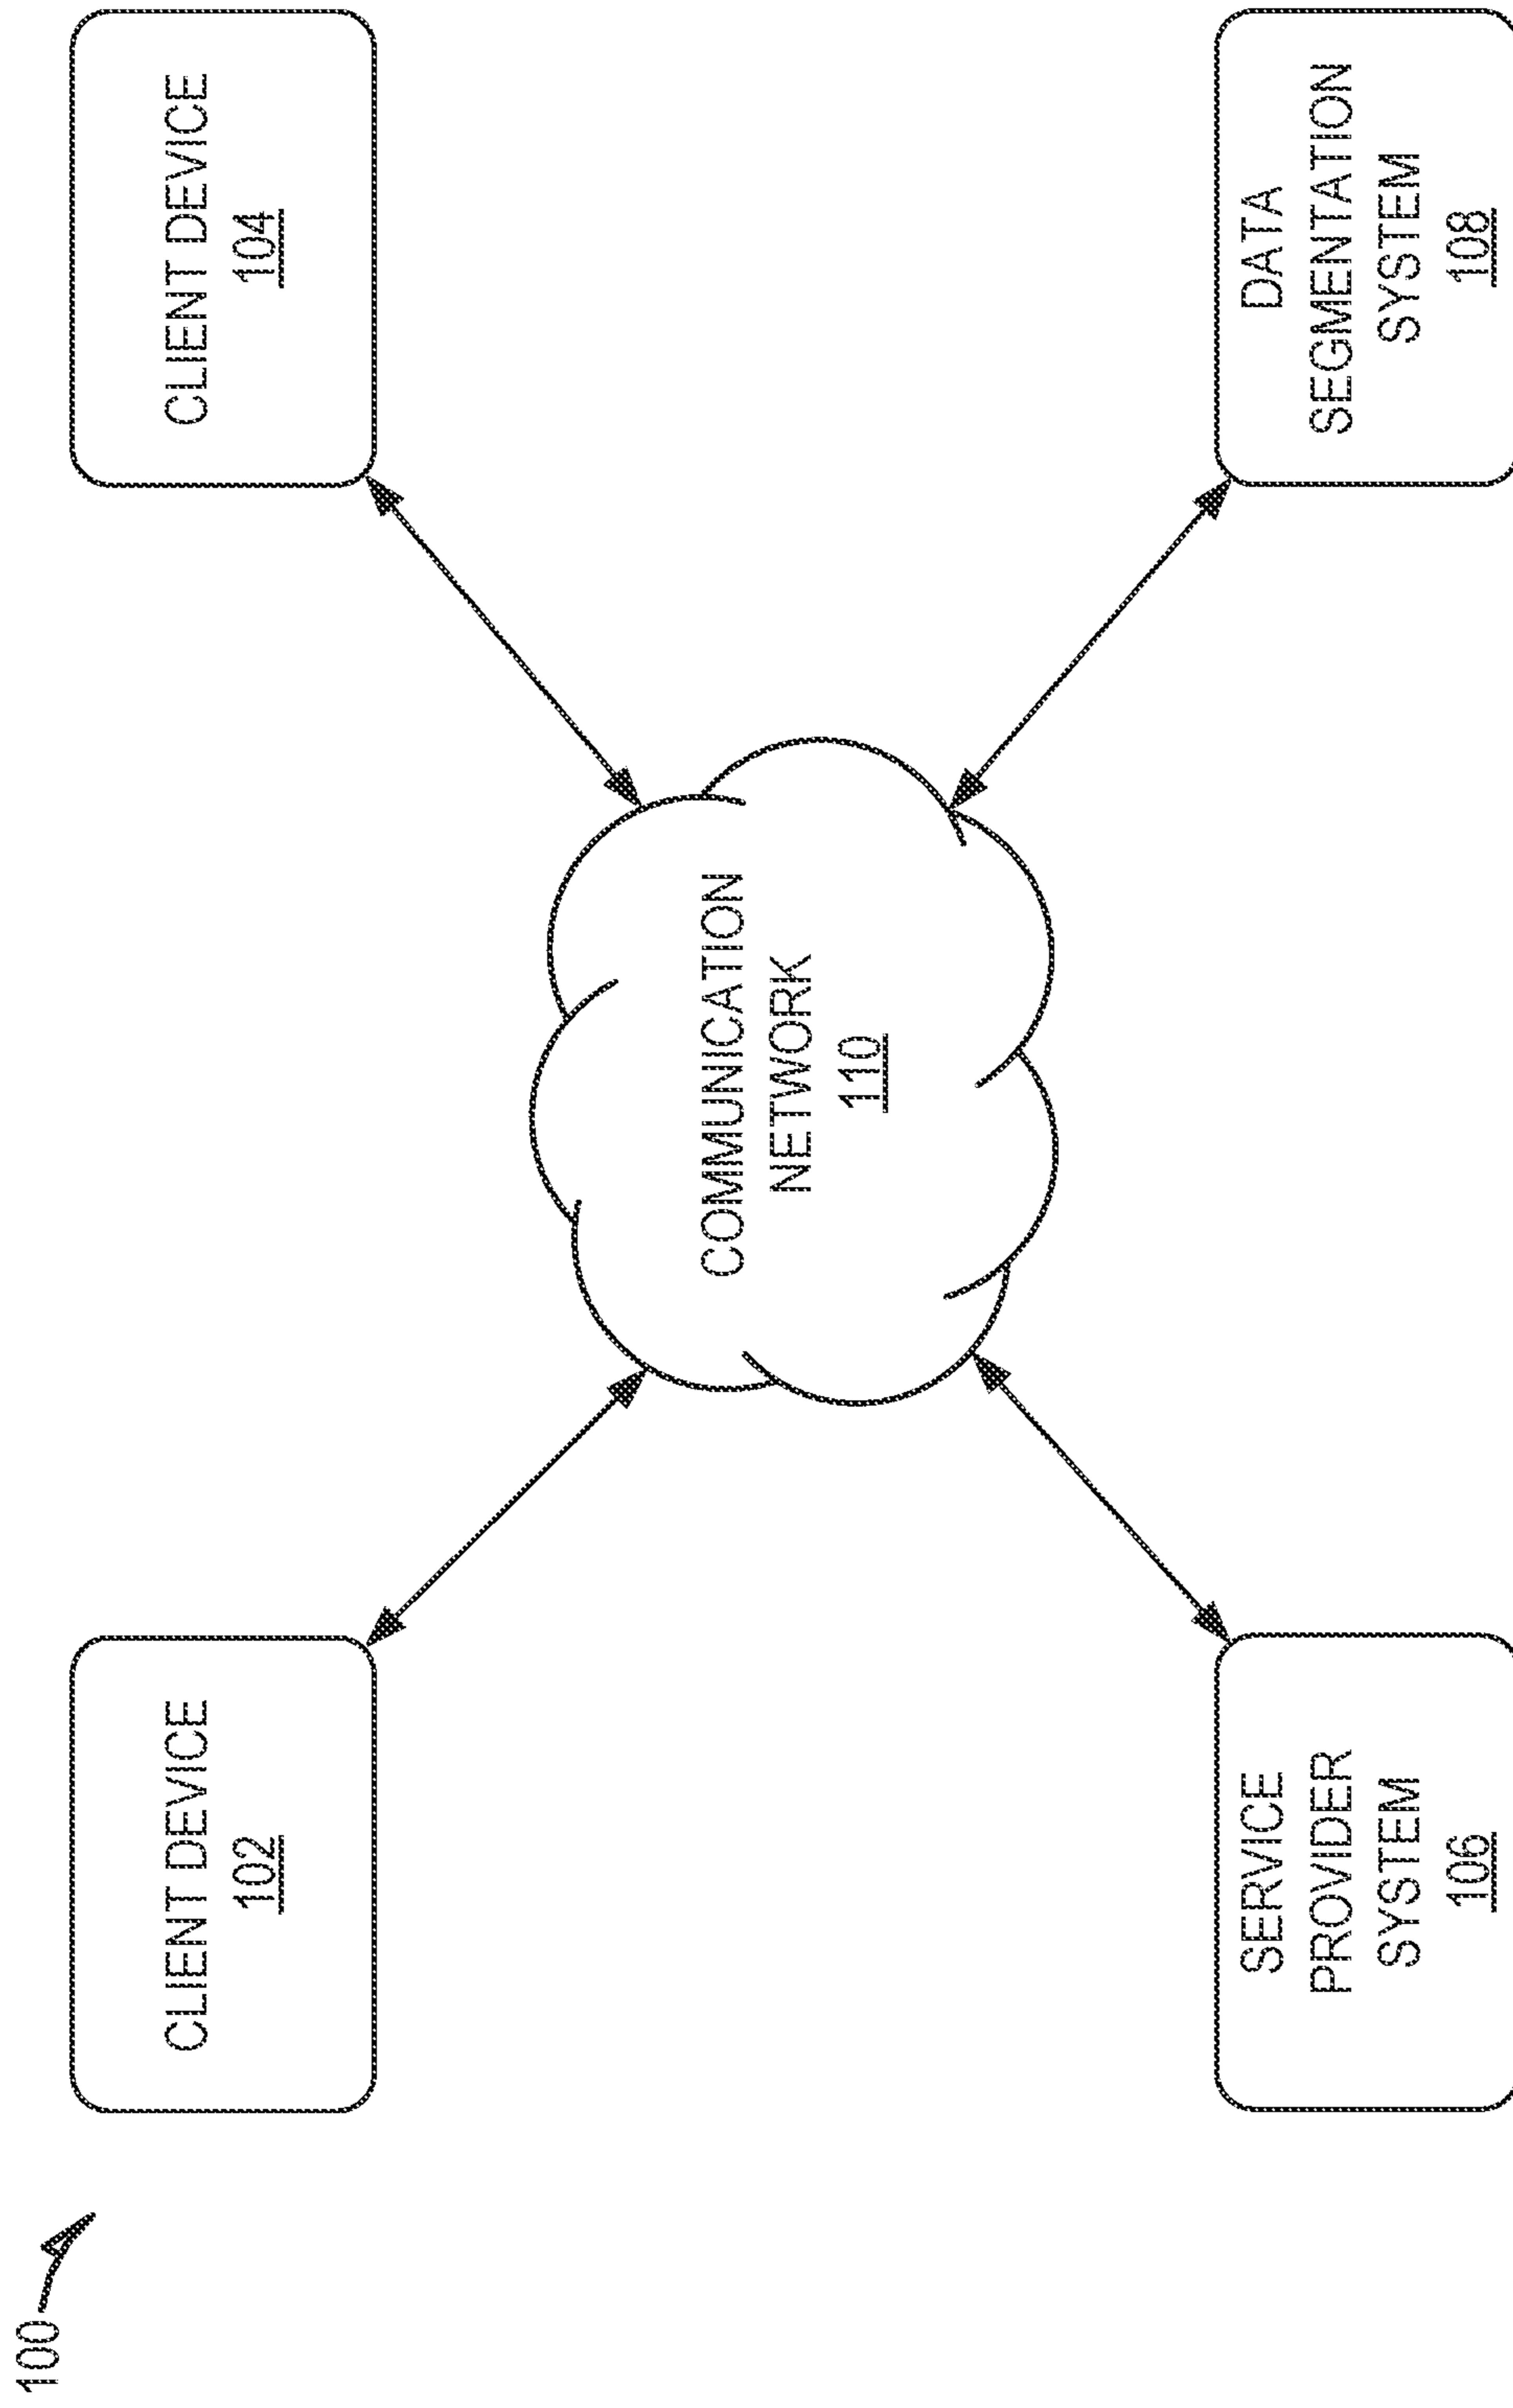 100
CLIENT DEVICE
102
CLIENT DEVICE
104
COMMUNICATION
NETWORK
110
SERVICE
PROVIDER
SYSTEM
106
DATA
SEGMENTATION
SYSTEM
108